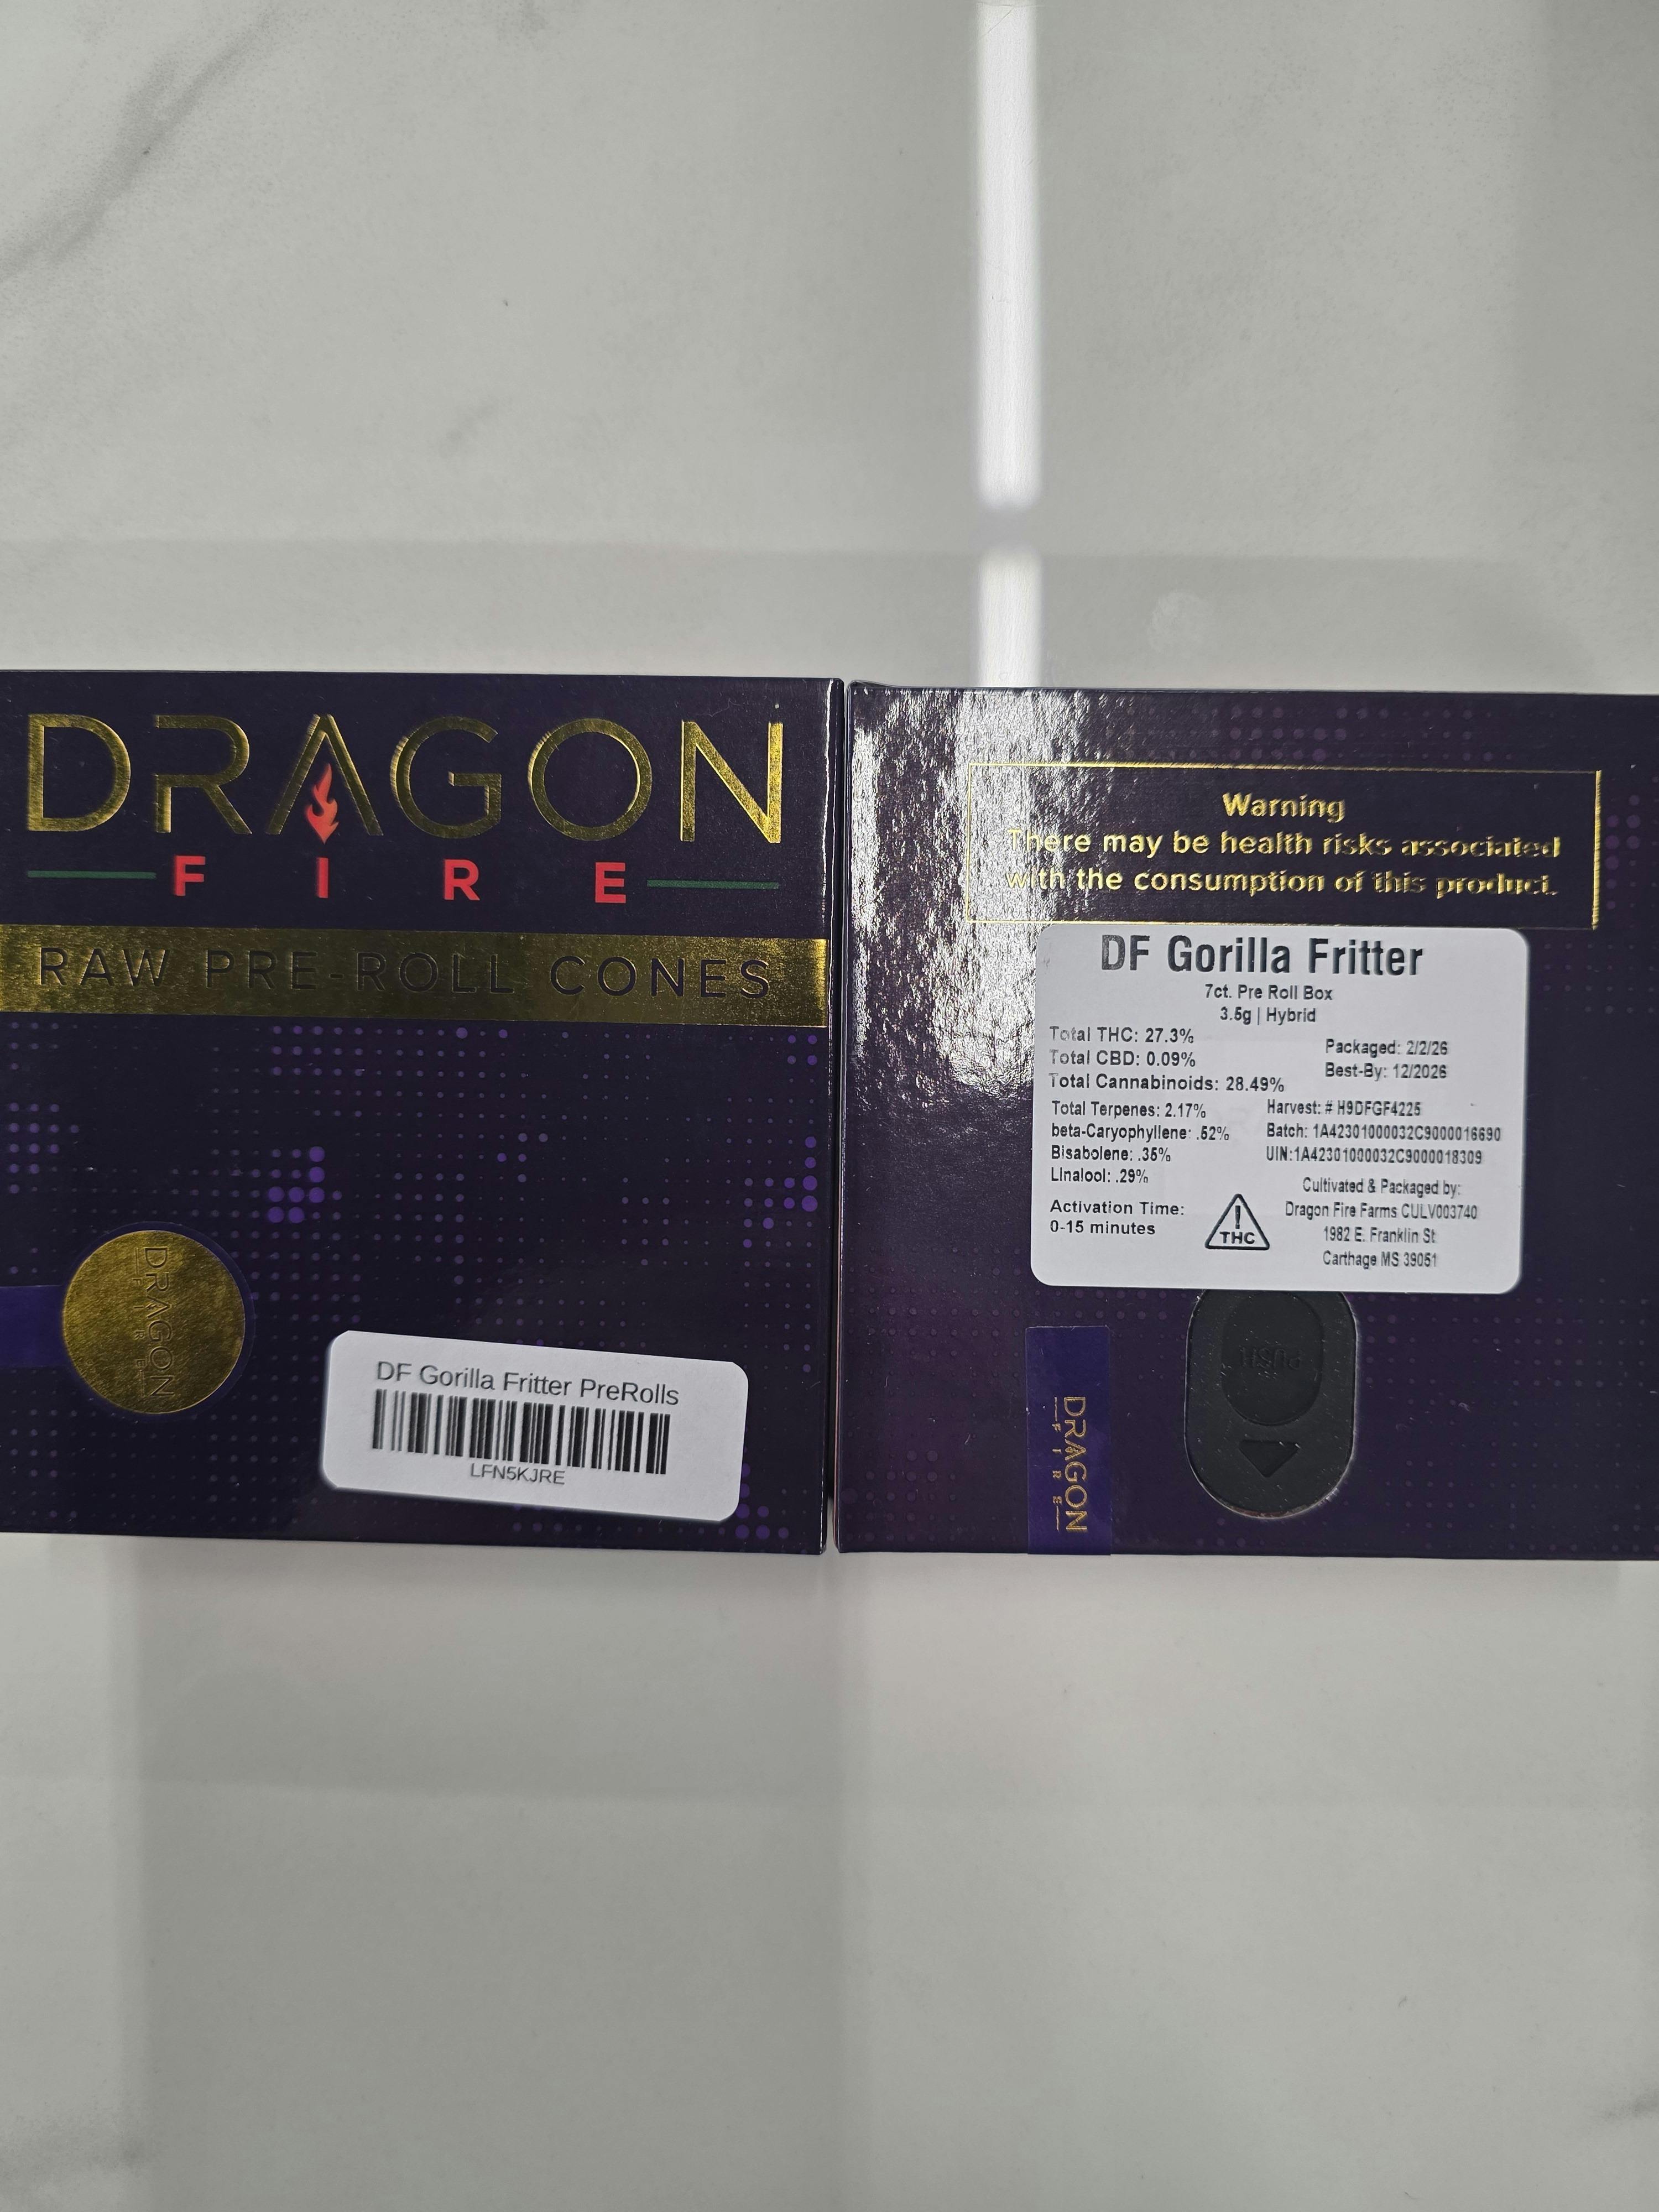 DRAGON
FIRE
RAW PRE-ROLL CONES
DRAGON
FIRE
DF Gorilla Fritter PreRolls
LFN5KJRE
Warning
There may be health risks associated
with the consumption of this product.
DF Gorilla Fritter
7ct. Pre Roll Box
3.5g | Hybrid
Total THC: 27.3%
Total CBD: 0.09%
Total Cannabinoids: 28.49%
Packaged: 2/2/26
Best-By: 12/2026
Total Terpenes: 2.17%
beta-Caryophyllene: .52%
Bisabolene: .35%
Linalool: .29%
Harvest: # H9DFGF4225
Batch: 1A42301000032C9000016690
UIN:1A42301000032C9000018309
Activation Time:
0-15 minutes
THC
Cultivated & Packaged by:
Dragon Fire Farms CULV003740
1982 E. Franklin St
Carthage MS 39051
PUSH
DRAGON
FIRE